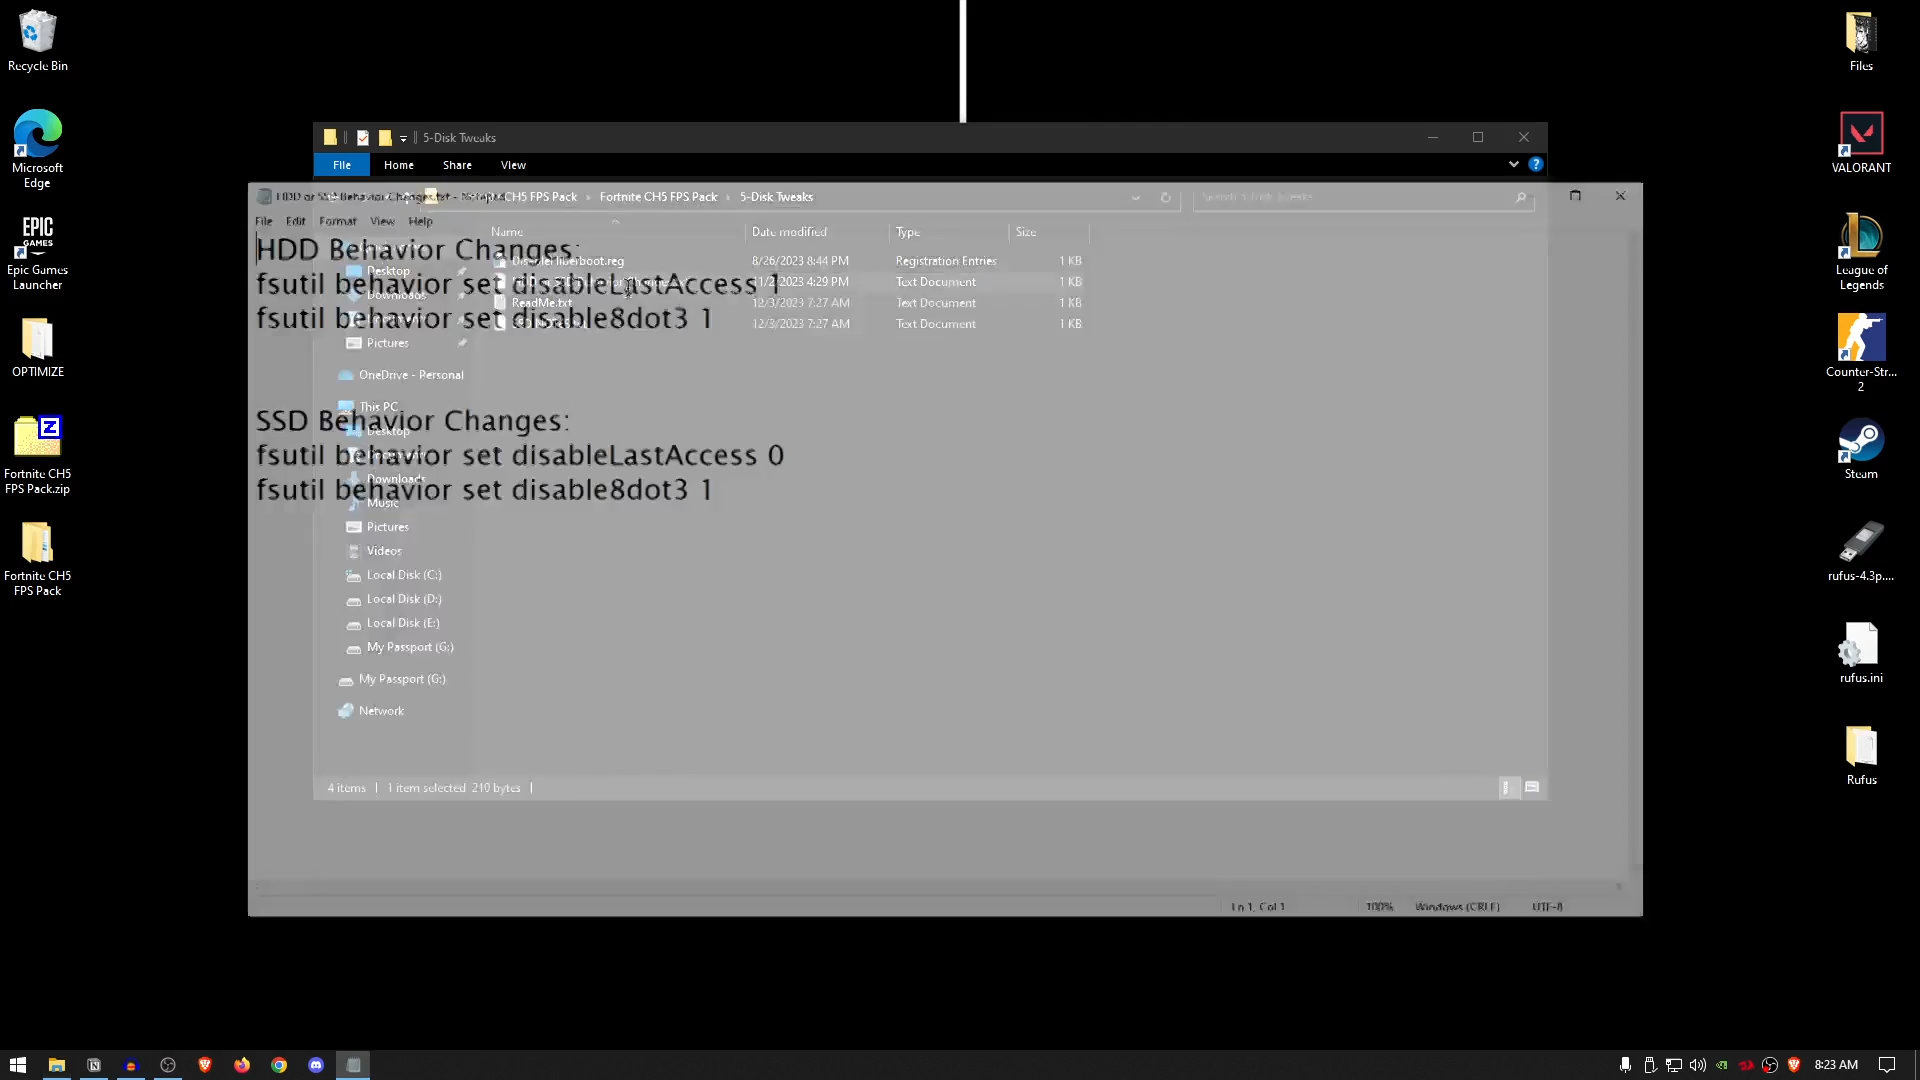 Recycle Bin
Microsoft
Edge
EPIC
GAMES
Epic Games
Launcher
OPTIMIZE
Z
Fortnite CH5
FPS Pack.zip
Fortnite CH5
FPS Pack
5-Disk Tweaks
File
Home
Share
View
?
CH5 FPS Pack
Fortnite CH5 FPS Pack
5-Disk Tweaks
File
Edit
Format
View
Help
HDD Behavior Changes:
fsutil behavior set disableLastAccess 1
fsutil behavior set disable8dot3 1
SSD Behavior Changes:
fsutil behavior set disableLastAccess 0
fsutil behavior set disable8dot3 1
Name
Date modified
Type
Size
8/26/2023 8:44 PM
Registration Entries
1 KB
4:29 PM
Text Document
1 KB
ReadMe.txt
12/3/2023 7:27 AM
Text Document
1 KB
12/3/2023 7:27 AM
Text Document
1 KB
Desktop
Downloads
Pictures
OneDrive - Personal
This PC
Desktop
Downloads
Music
Pictures
Videos
Local Disk (C:)
Local Disk (D:)
Local Disk (E:)
My Passport (G:)
My Passport (G:)
Network
4 items
1 item selected 210 bytes
Ln 1, Col 1
100%
Windows (CRLF)
UTF-8
Files
VALORANT
League of
Legends
Counter-Str...
2
Steam
rufus-4.3p....
rufus.ini
Rufus
8:23 AM